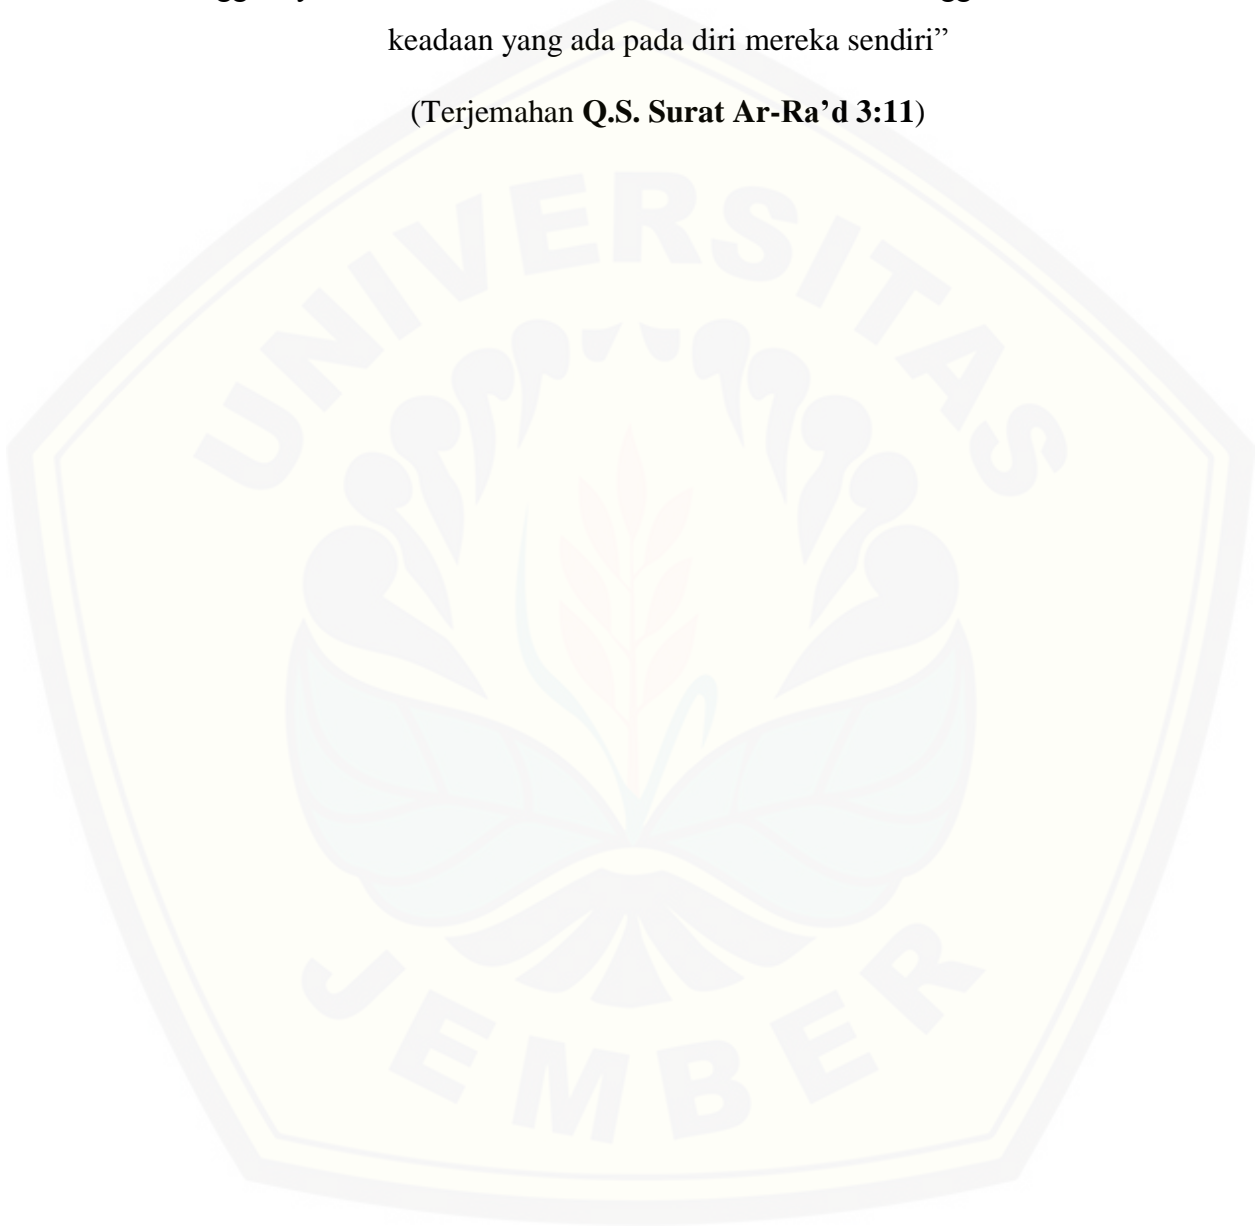 keadaan yang ada pada diri mereka sendiri”
(Terjemahan Q.S. Surat Ar-Ra’d 3:11)
UNIVERSITAS
JEMBER